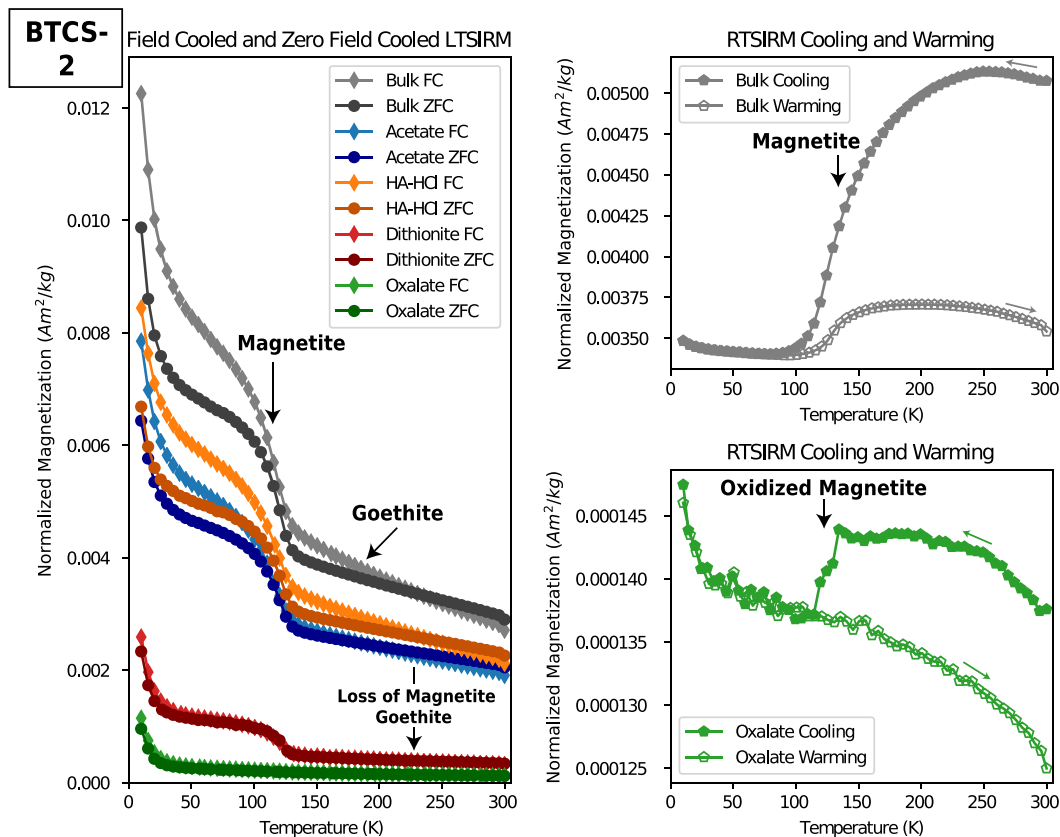 BTCS-
2
Field Cooled and Zero Field Cooled LTSIRM
Normalized Magnetization (Am²/kg)
0.012
0.010
0.008
0.006
0.004
0.002
0.000
Bulk FC
Bulk ZFC
Acetate FC
Acetate ZFC
HA-HCl FC
HA-HCl ZFC
Dithionite FC
Dithionite ZFC
Oxalate FC
Oxalate ZFC
Magnetite
Goethite
Loss of Magnetite
Goethite
0 50 100 150 200 250 300
Temperature (K)
RTSIRM Cooling and Warming
Normalized Magnetization (Am²/kg)
0.00500
0.00475
0.00450
0.00425
0.00400
0.00375
0.00350
Bulk Cooling
Bulk Warming
Magnetite
0 50 100 150 200 250 300
Temperature (K)
RTSIRM Cooling and Warming
Normalized Magnetization (Am²/kg)
0.000145
0.000140
0.000135
0.000130
0.000125
Oxidized Magnetite
Oxalate Cooling
Oxalate Warming
0 50 100 150 200 250 300
Temperature (K)